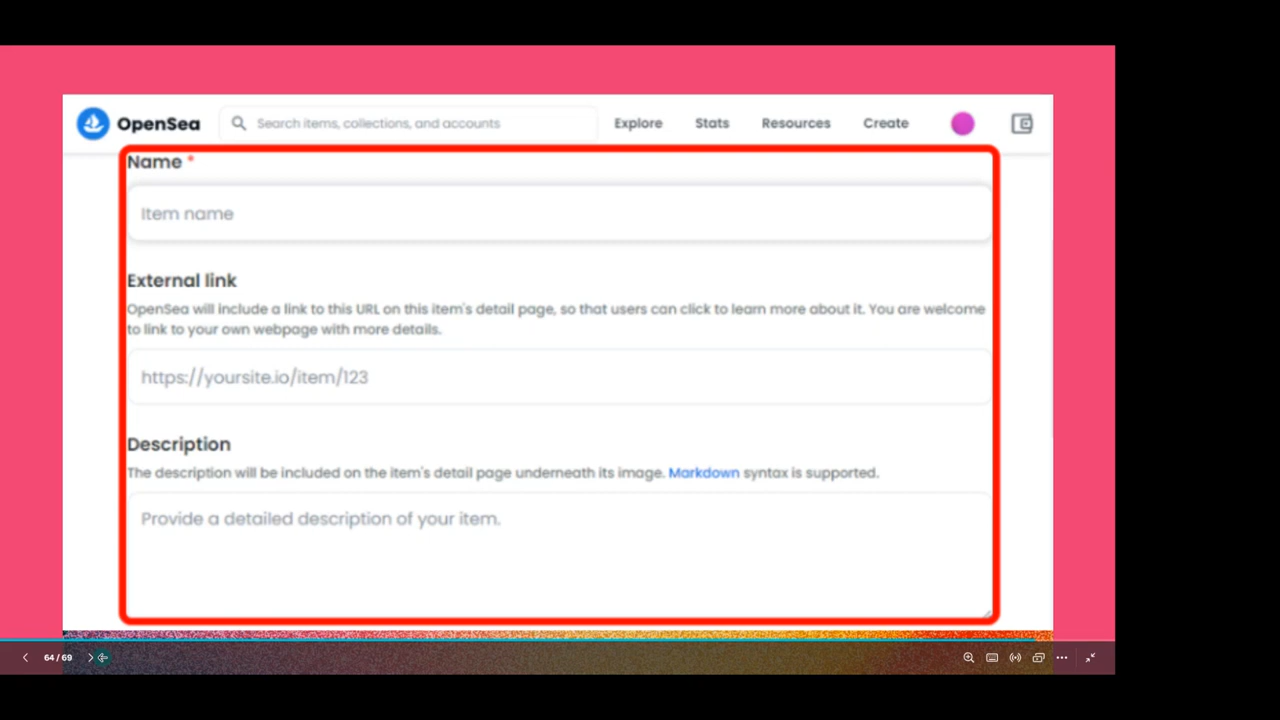 OpenSea Search items, collections, and accounts Explore Stats Resources Create
Name *
Item name
External link
OpenSea will include a link to this URL on this item's detail page, so that users can click to learn more about it. You are welcome
to link to your own webpage with more details.
https://yoursite.io/item/123
Description
The description will be included on the item's detail page underneath its image. Markdown syntax is supported.
Provide a detailed description of your item.
64 / 69